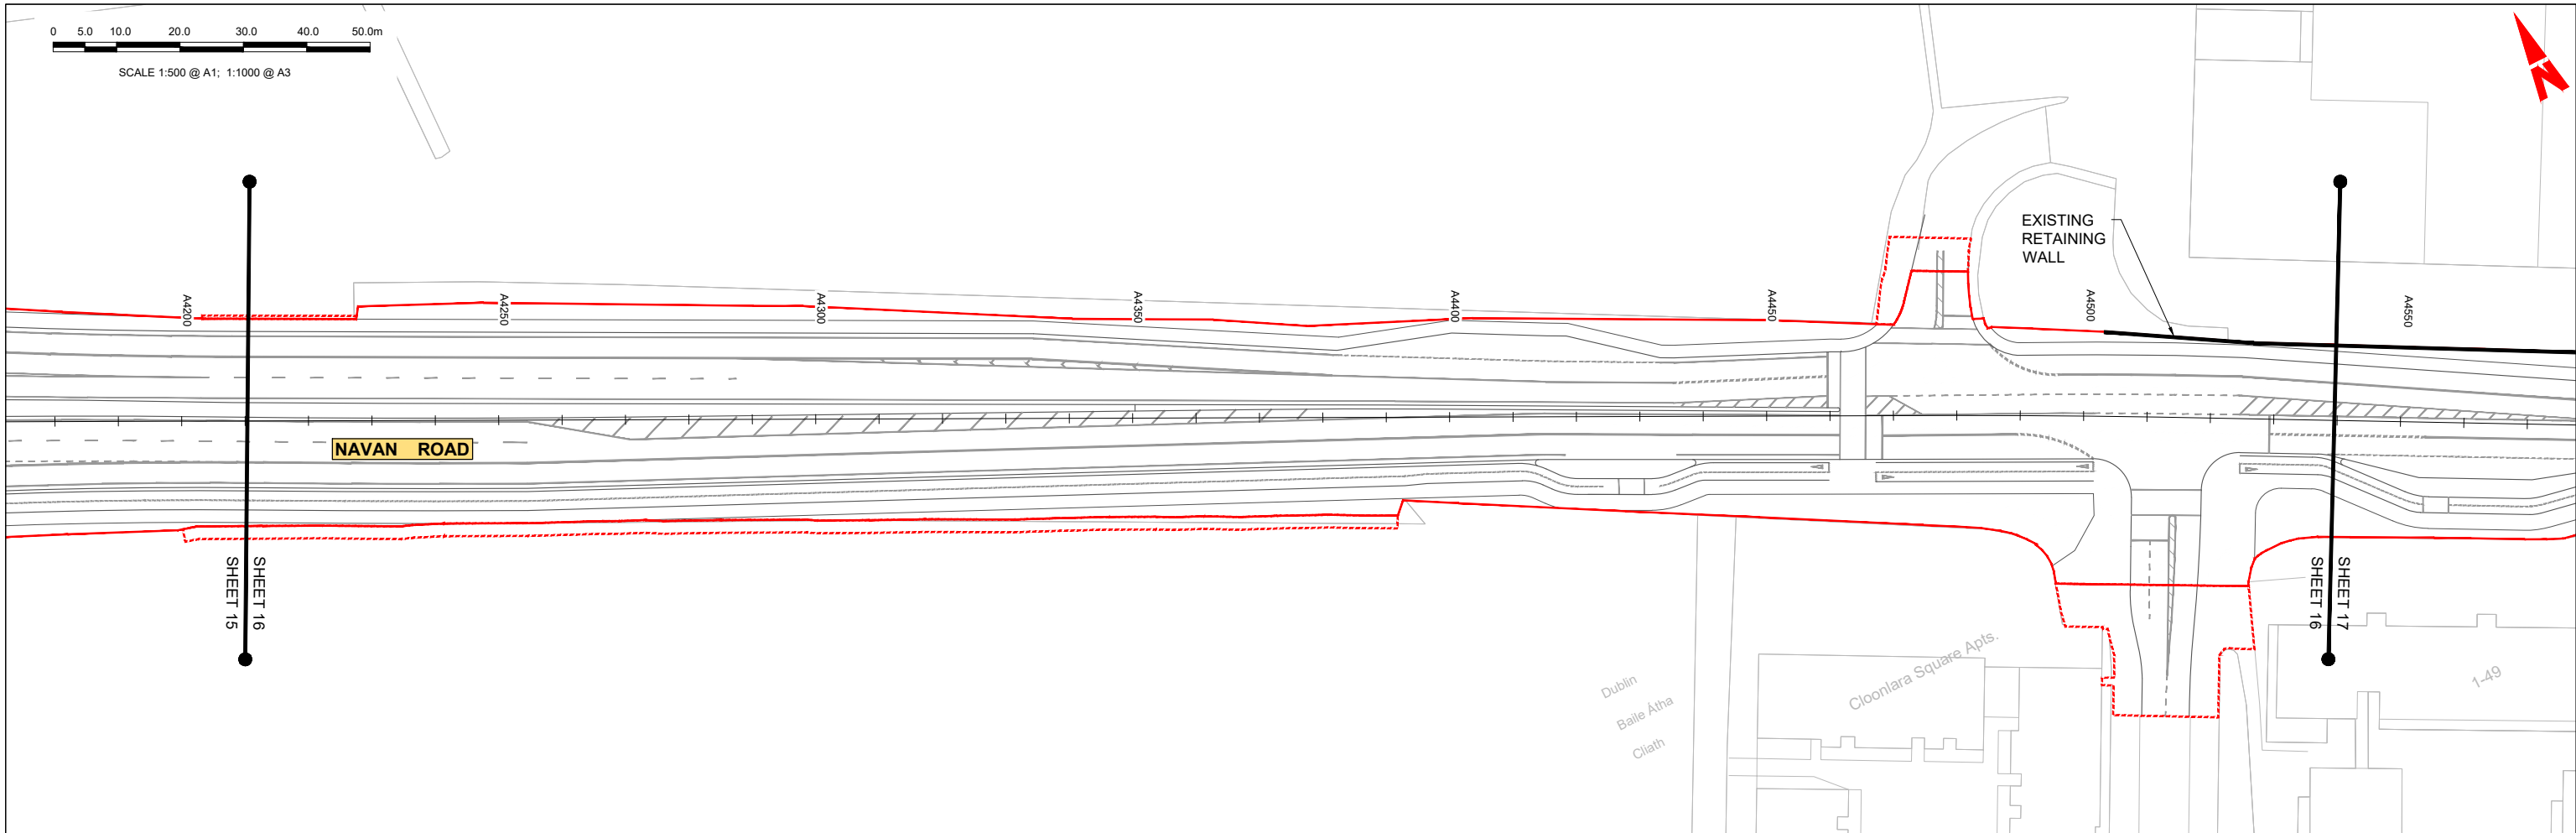 0 5.0 10.0 20.0 30.0 40.0 50.0m
SCALE 1:500 @ A1; 1:1000 @ A3
N
EXISTING
RETAINING
WALL
A4200
A4250
A4300
A4350
A4400
A4450
A4500
A4550
NAVAN ROAD
SHEET 16
SHEET 15
SHEET 17
SHEET 16
Dublin
Baile Átha
Cliath
Cloonlara Square Apts.
1-49